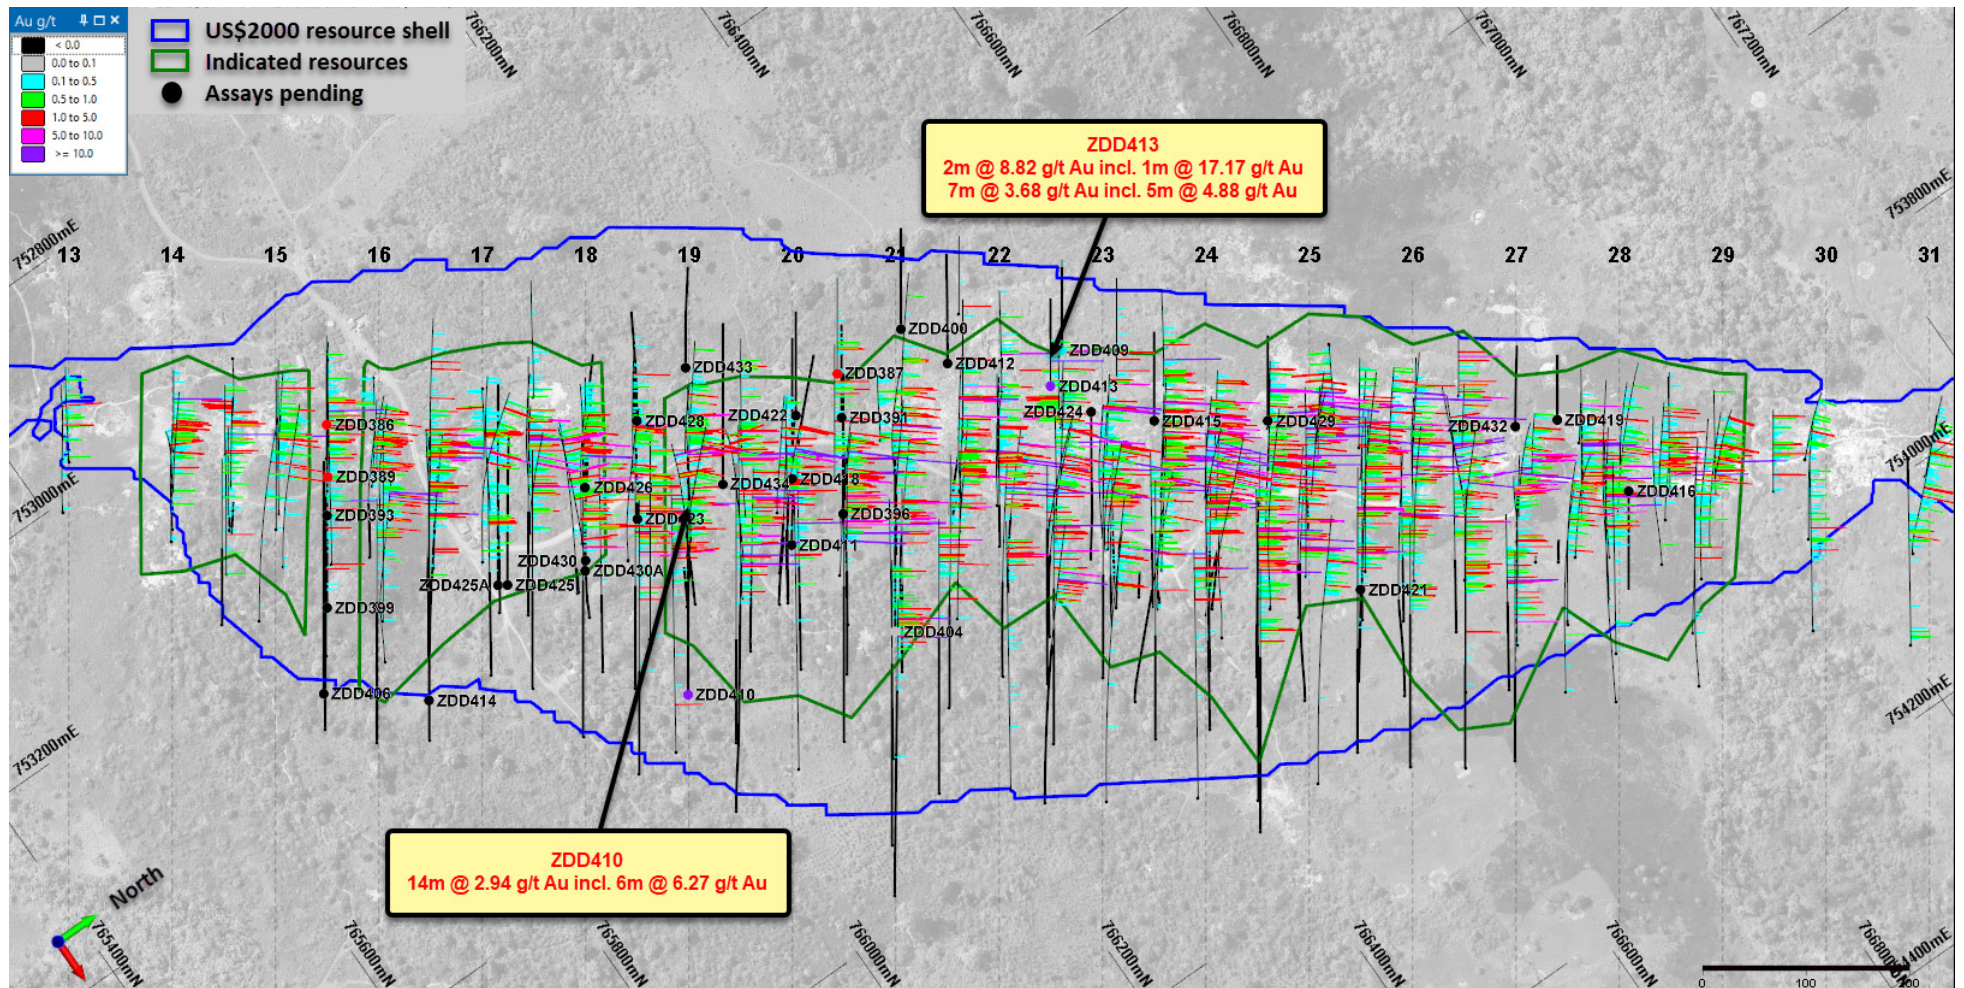 Au g/t
< 0.0
0.0 to 0.1
0.1 to 0.5
0.5 to 1.0
1.0 to 5.0
5.0 to 10.0
>= 10.0
US$2000 resource shell
Indicated resources
Assays pending
766200mN
766400mN
766600mN
766800mN
767000mN
767200mN
ZDD413
2m @ 8.82 g/t Au incl. 1m @ 17.17 g/t Au
7m @ 3.68 g/t Au incl. 5m @ 4.88 g/t Au
752800mE
753800mE
13 14 15 16 17 18 19 20 21 22 23 24 25 26 27 28 29 30 31
ZDD400
ZDD409
ZDD412
ZDD433
ZDD387
ZDD413
ZDD424
ZDD422
ZDD391
ZDD428
ZDD415
ZDD429
ZDD432
ZDD419
ZDD386
754000mE
ZDD389
ZDD434
ZDD418
ZDD426
ZDD416
753000mE
ZDD393
ZDD423
ZDD396
ZDD411
ZDD430
ZDD430A
ZDD425A
ZDD425
ZDD421
ZDD399
ZDD404
ZDD406
ZDD414
ZDD410
754200mE
753200mE
ZDD410
14m @ 2.94 g/t Au incl. 6m @ 6.27 g/t Au
North
765400mN
765600mN
765800mN
766000mN
766200mN
766400mN
766600mN
766800mN
754400mE
0 100 200